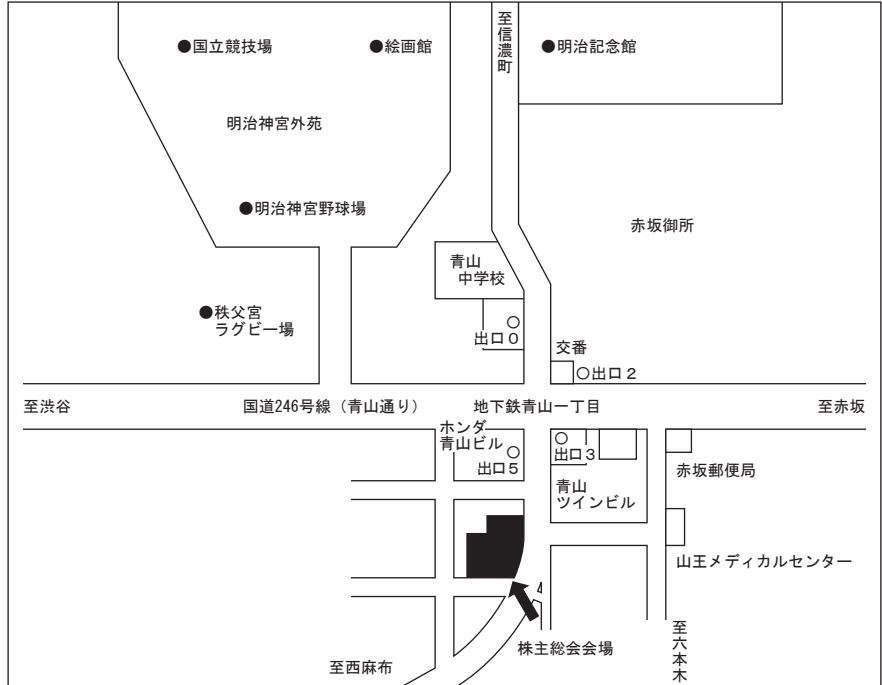 至信濃町
●国立競技場
●絵画館
●明治記念館
明治神宮外苑
●明治神宮野球場
赤坂御所
青山
中学校
●秩父宮
ラグビー場
出口０
交番
○出口２
至渋谷
国道246号線（青山通り）
地下鉄青山一丁目
至赤坂
ホンダ
青山ビル
出口５
出口３
赤坂郵便局
青山
ツインビル
山王メディカルセンター
株主総会会場
至六本木
至西麻布